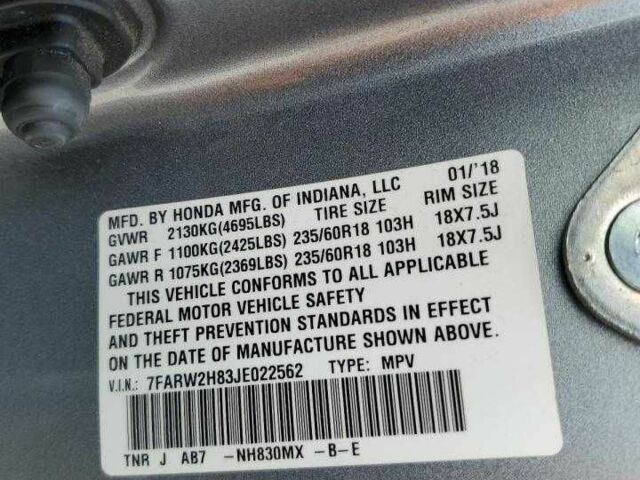 MFD. BY HONDA MFG. OF INDIANA, LLC 01/'18
GVWR 2130KG(4695LBS) TIRE SIZE RIM SIZE
GAWR F 1100KG(2425LBS) 235/60R18 103H 18X7.5J
GAWR R 1075KG(2369LBS) 235/60R18 103H 18X7.5J
THIS VEHICLE CONFORMS TO ALL APPLICABLE
FEDERAL MOTOR VEHICLE SAFETY
AND THEFT PREVENTION STANDARDS IN EFFECT
ON THE DATE OF MANUFACTURE SHOWN ABOVE.
V.I.N.: 7FARW2H83JE022562 TYPE: MPV
TNR J AB7 -NH830MX -B-E